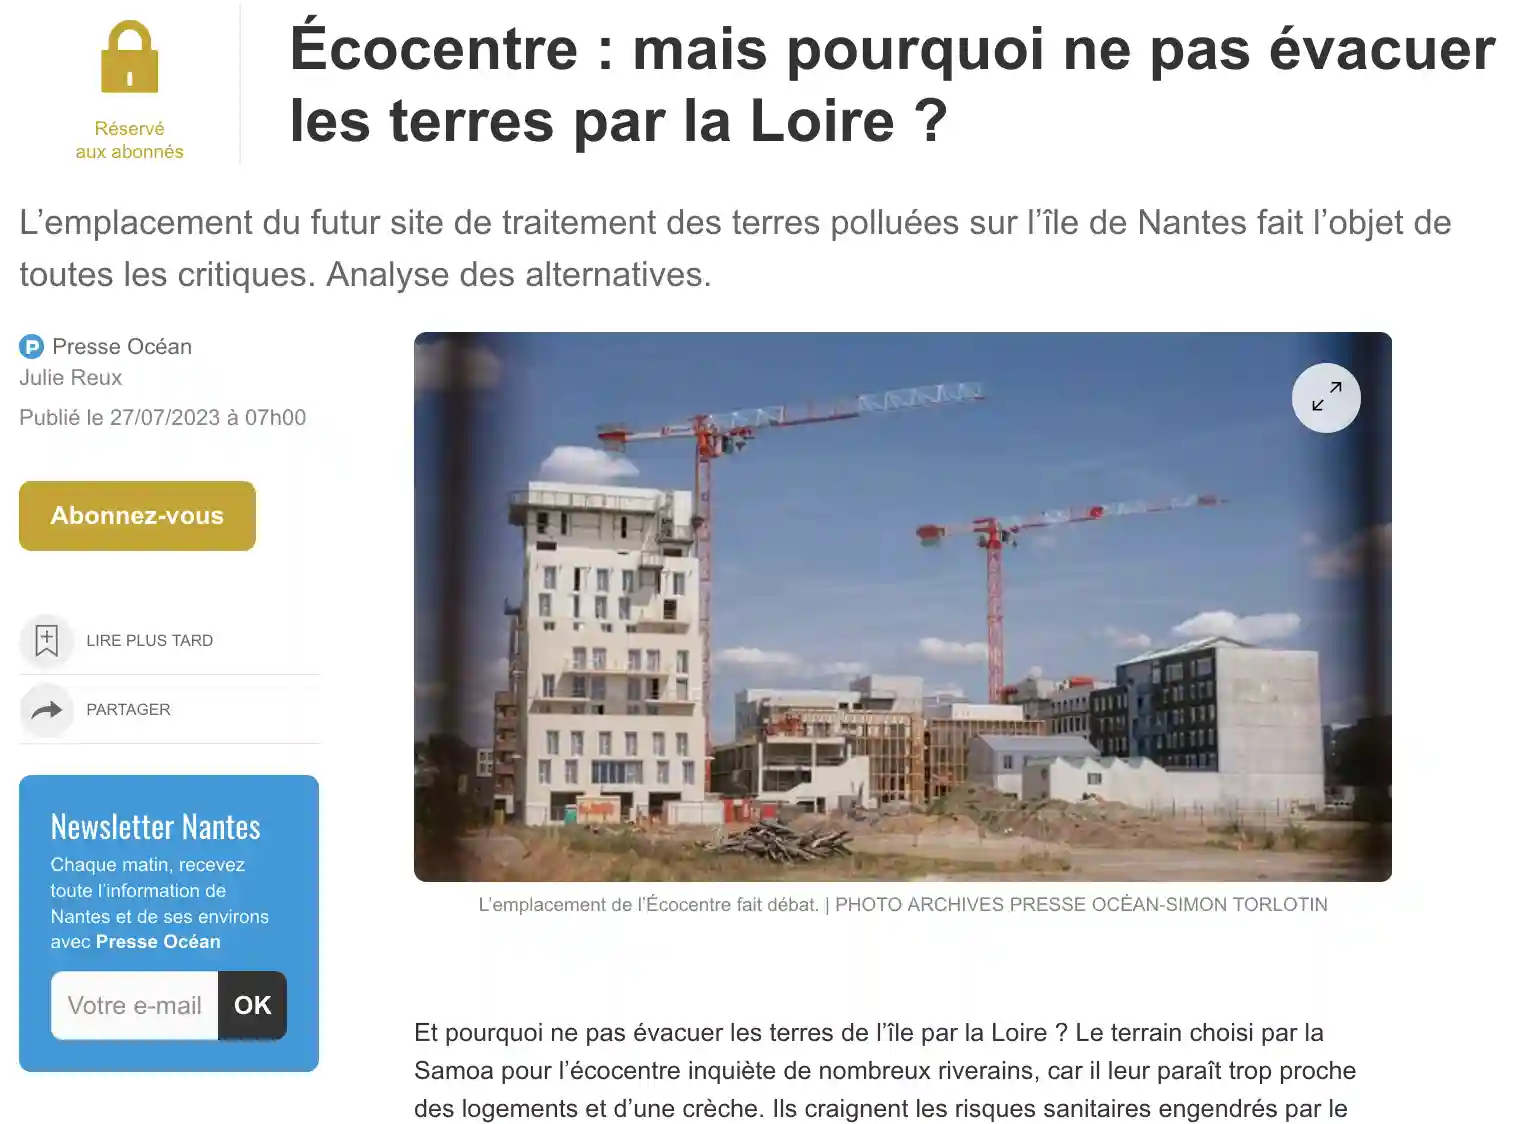 Réservé
aux abonnés
Écocentre : mais pourquoi ne pas évacuer
les terres par la Loire ?
L’emplacement du futur site de traitement des terres polluées sur l’île de Nantes fait l’objet de
toutes les critiques. Analyse des alternatives.
P Presse Océan
Julie Reux
Publié le 27/07/2023 à 07h00
Abonnez-vous
LIRE PLUS TARD
PARTAGER
Newsletter Nantes
Chaque matin, recevez
toute l’information de
Nantes et de ses environs
avec Presse Océan
Votre e-mail OK
L’emplacement de l’Écocentre fait débat. | PHOTO ARCHIVES PRESSE OCÉAN-SIMON TORLOTIN
Et pourquoi ne pas évacuer les terres de l’île par la Loire ? Le terrain choisi par la
Samoa pour l’écocentre inquiète de nombreux riverains, car il leur paraît trop proche
des logements et d’une crèche. Ils craignent les risques sanitaires engendrés par le